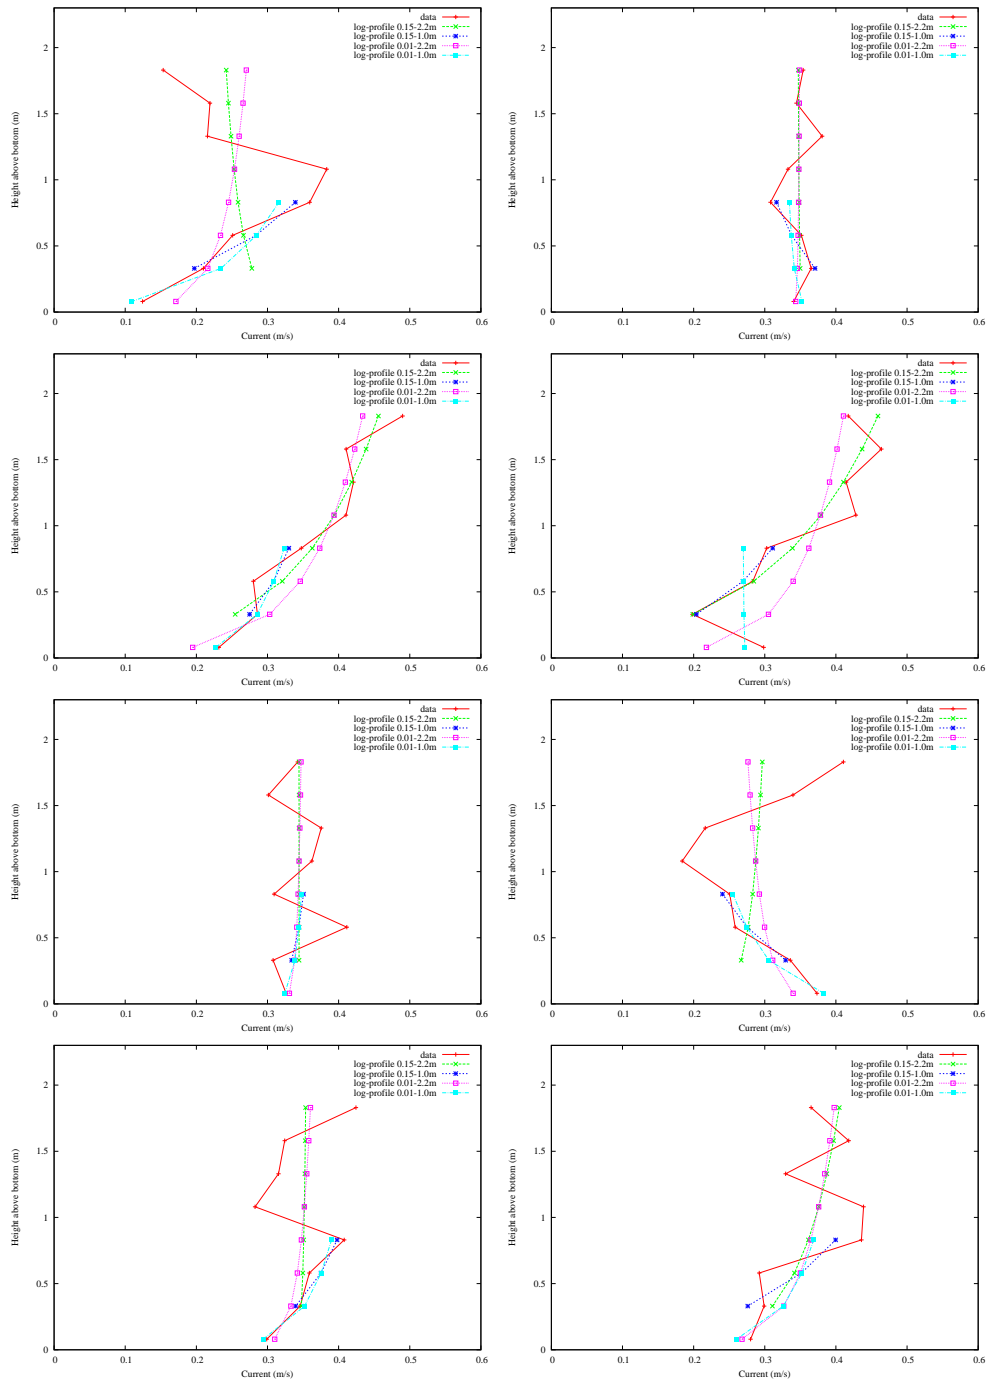 data
log-profile 0.15-2.2m
log-profile 0.15-1.0m
log-profile 0.01-2.2m
log-profile 0.01-1.0m
Height above bottom (m)
2
1.5
1
0.5
0
0 0.1 0.2 0.3 0.4 0.5 0.6
Current (m/s)
data
log-profile 0.15-2.2m
log-profile 0.15-1.0m
log-profile 0.01-2.2m
log-profile 0.01-1.0m
Height above bottom (m)
2
1.5
1
0.5
0
0 0.1 0.2 0.3 0.4 0.5 0.6
Current (m/s)
data
log-profile 0.15-2.2m
log-profile 0.15-1.0m
log-profile 0.01-2.2m
log-profile 0.01-1.0m
Height above bottom (m)
2
1.5
1
0.5
0
0 0.1 0.2 0.3 0.4 0.5 0.6
Current (m/s)
data
log-profile 0.15-2.2m
log-profile 0.15-1.0m
log-profile 0.01-2.2m
log-profile 0.01-1.0m
Height above bottom (m)
2
1.5
1
0.5
0
0 0.1 0.2 0.3 0.4 0.5 0.6
Current (m/s)
data
log-profile 0.15-2.2m
log-profile 0.15-1.0m
log-profile 0.01-2.2m
log-profile 0.01-1.0m
Height above bottom (m)
2
1.5
1
0.5
0
0 0.1 0.2 0.3 0.4 0.5 0.6
Current (m/s)
data
log-profile 0.15-2.2m
log-profile 0.15-1.0m
log-profile 0.01-2.2m
log-profile 0.01-1.0m
Height above bottom (m)
2
1.5
1
0.5
0
0 0.1 0.2 0.3 0.4 0.5 0.6
Current (m/s)
data
log-profile 0.15-2.2m
log-profile 0.15-1.0m
log-profile 0.01-2.2m
log-profile 0.01-1.0m
Height above bottom (m)
2
1.5
1
0.5
0
0 0.1 0.2 0.3 0.4 0.5 0.6
Current (m/s)
data
log-profile 0.15-2.2m
log-profile 0.15-1.0m
log-profile 0.01-2.2m
log-profile 0.01-1.0m
Height above bottom (m)
2
1.5
1
0.5
0
0 0.1 0.2 0.3 0.4 0.5 0.6
Current (m/s)